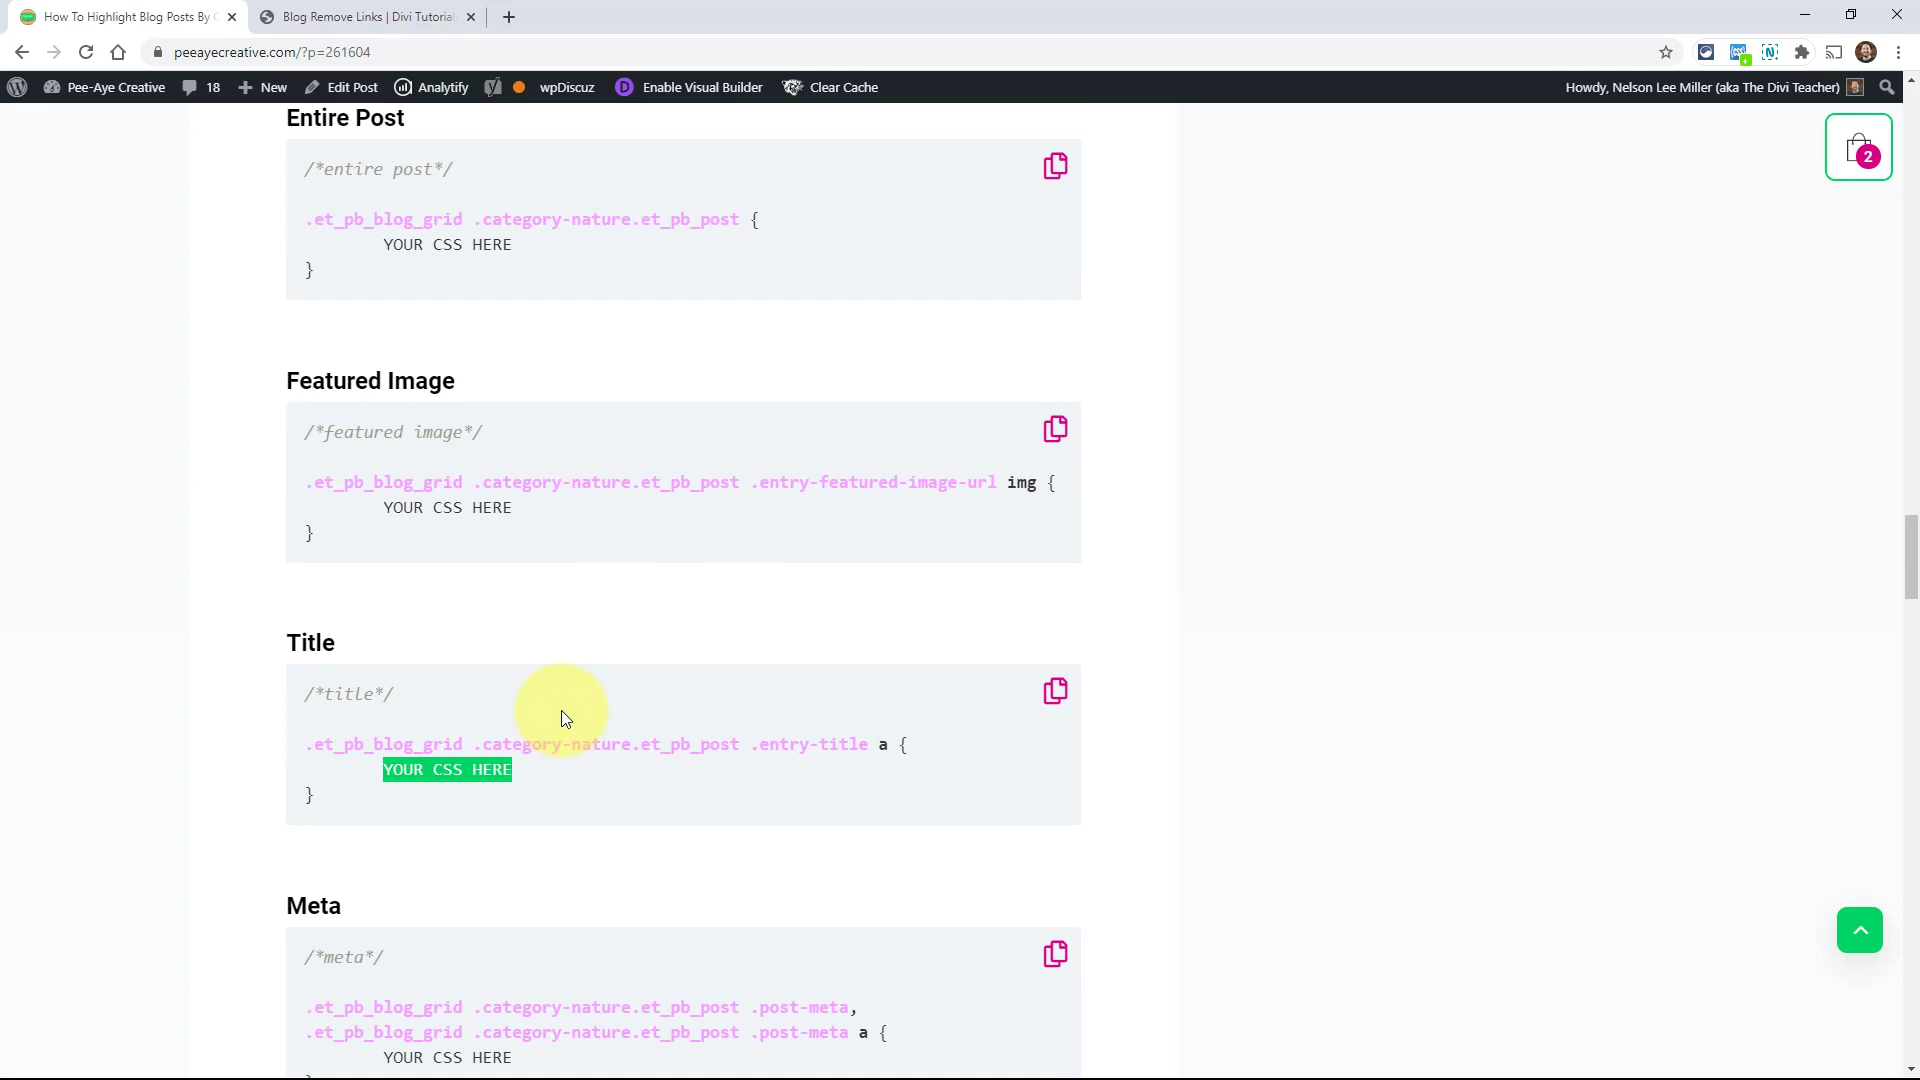 How To Highlight Blog Posts By
Blog Remove Links | Divi Tutorial
peeayecreative.com/?p=261604
Pee-Aye Creative
18
New
Edit Post
Analytify
wpDiscuz
D
Enable Visual Builder
Clear Cache
Howdy, Nelson Lee Miller (aka The Divi Teacher)
2
Entire Post
/*entire post*/
.et_pb_blog_grid .category-nature.et_pb_post {
YOUR CSS HERE
}
Featured Image
/*featured image*/
.et_pb_blog_grid .category-nature.et_pb_post .entry-featured-image-url img {
YOUR CSS HERE
}
Title
/*title*/
.et_pb_blog_grid .category-nature.et_pb_post .entry-title a {
YOUR CSS HERE
}
Meta
/*meta*/
.et_pb_blog_grid .category-nature.et_pb_post .post-meta,
.et_pb_blog_grid .category-nature.et_pb_post .post-meta a {
YOUR CSS HERE